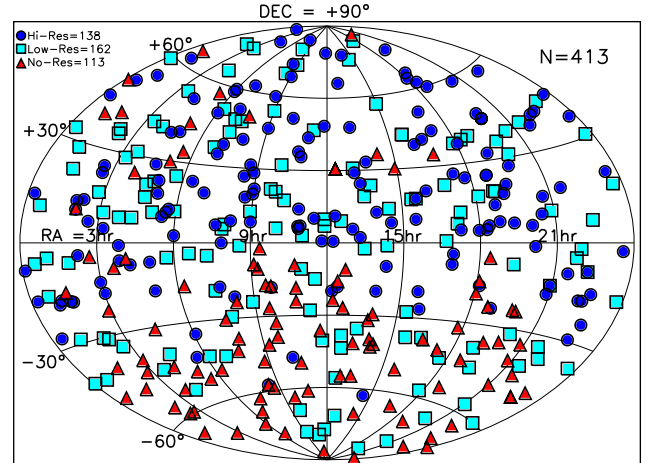 DEC = +90°
Hi-Res=138
Low-Res=162
No-Res=113
+60°
N=413
+30°
RA =3hr
9hr
15hr
21hr
−30°
−60°